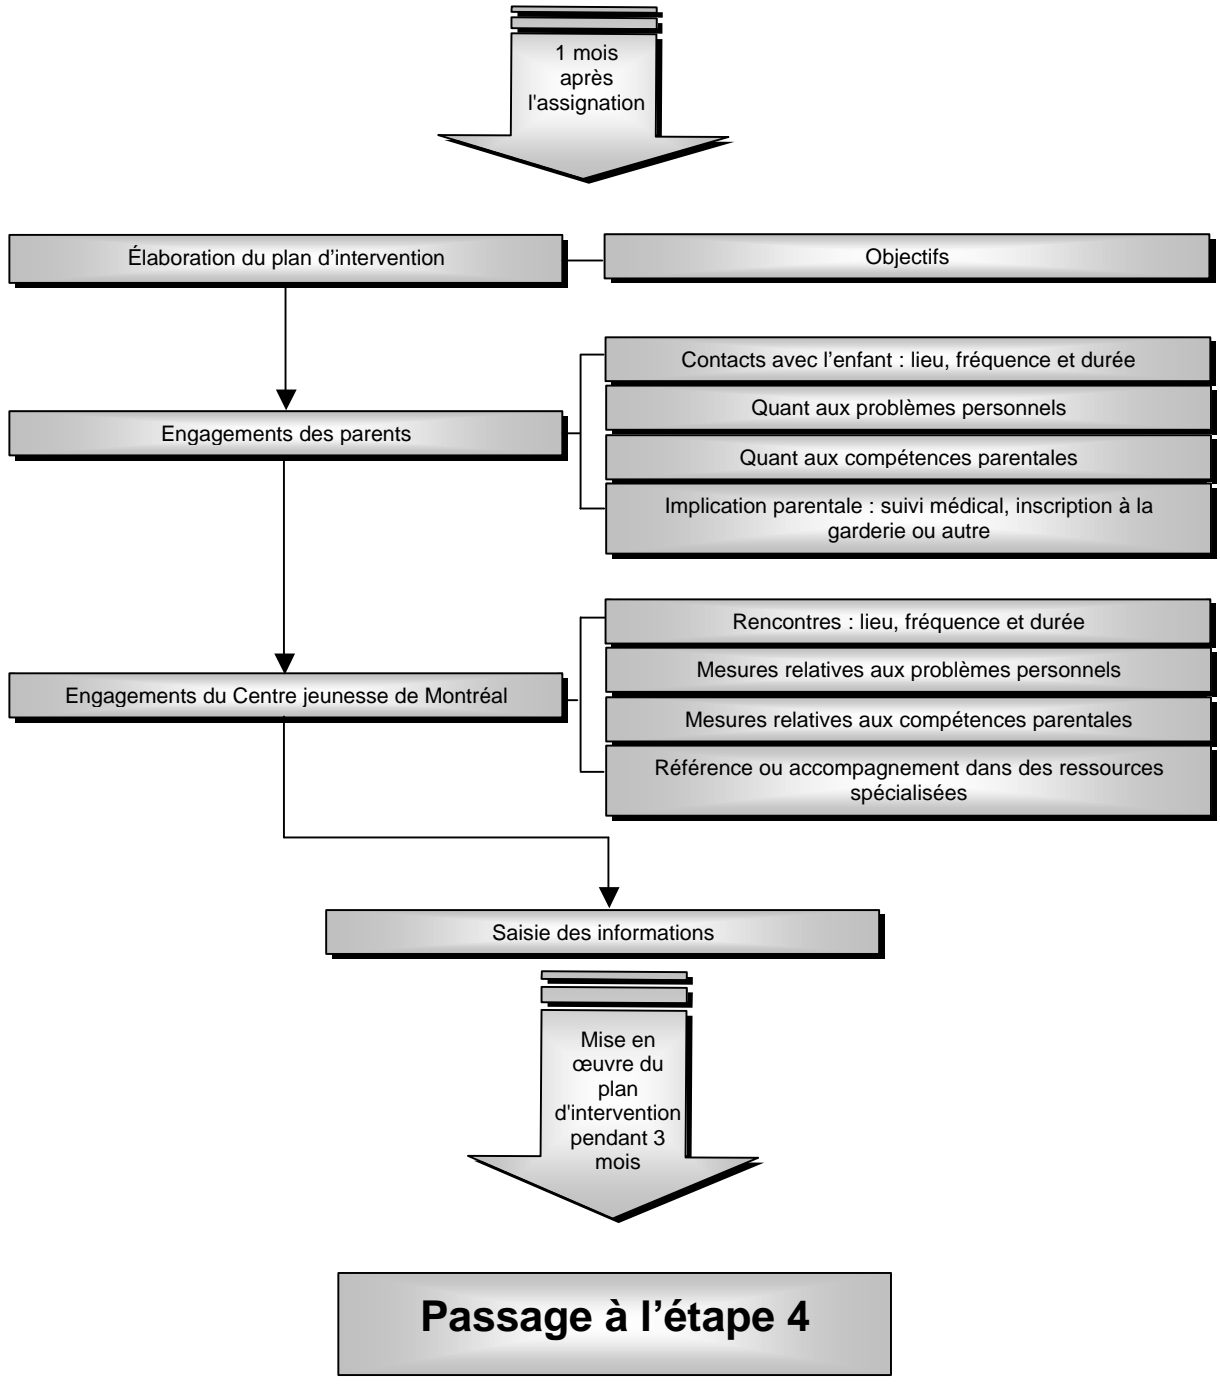 1 mois
après
l'assignation
Élaboration du plan d'intervention
Objectifs
Contacts avec l'enfant : lieu, fréquence et durée
Quant aux problèmes personnels
Engagements des parents
Quant aux compétences parentales
Implication parentale : suivi médical, inscription à la
garderie ou autre
Rencontres : lieu, fréquence et durée
Mesures relatives aux problèmes personnels
Engagements du Centre jeunesse de Montréal
Mesures relatives aux compétences parentales
Référence ou accompagnement dans des ressources
spécialisées
Saisie des informations
Mise en
œuvre du
plan
d'intervention
pendant 3
mois
Passage à l'étape 4